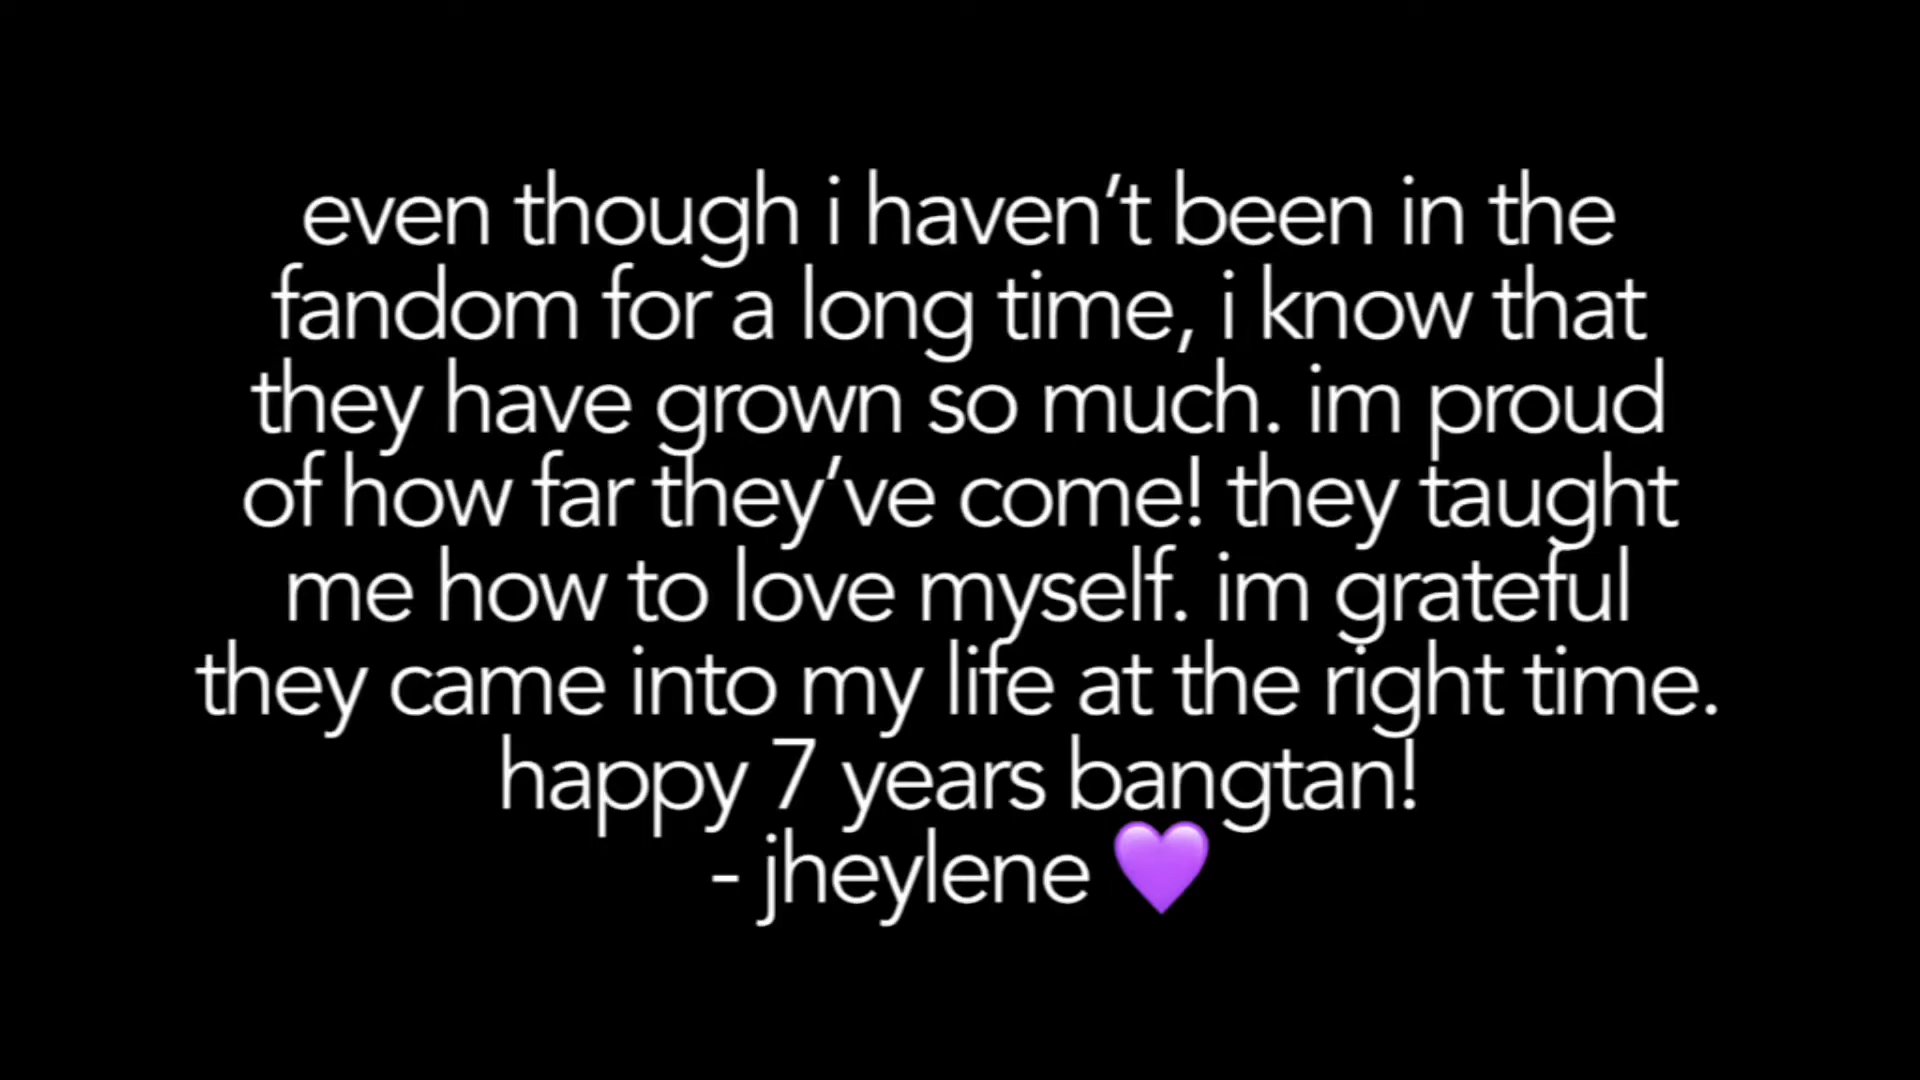 even though i haven’t been in the
fandom for a long time, i know that
they have grown so much. im proud
of how far they’ve come! they taught
me how to love myself. im grateful
they came into my life at the right time.
happy 7 years bangtan!
- jheylene 💜